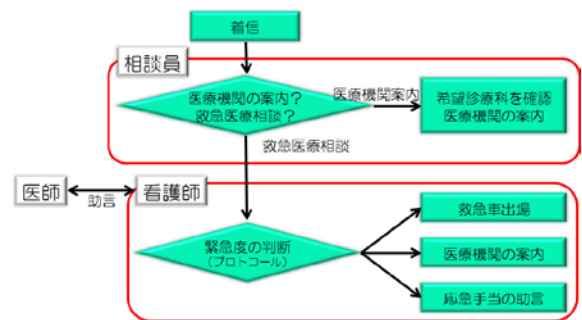 着信
相談員
医療機関の案内?
救急医療相談?
医療機関案内
希望診療科を確認
医療機関の案内
救急医療相談
医師
助言
看護師
緊急度の判断
(プロトコール)
救急車出場
医療機関の案内
応急手当の助言